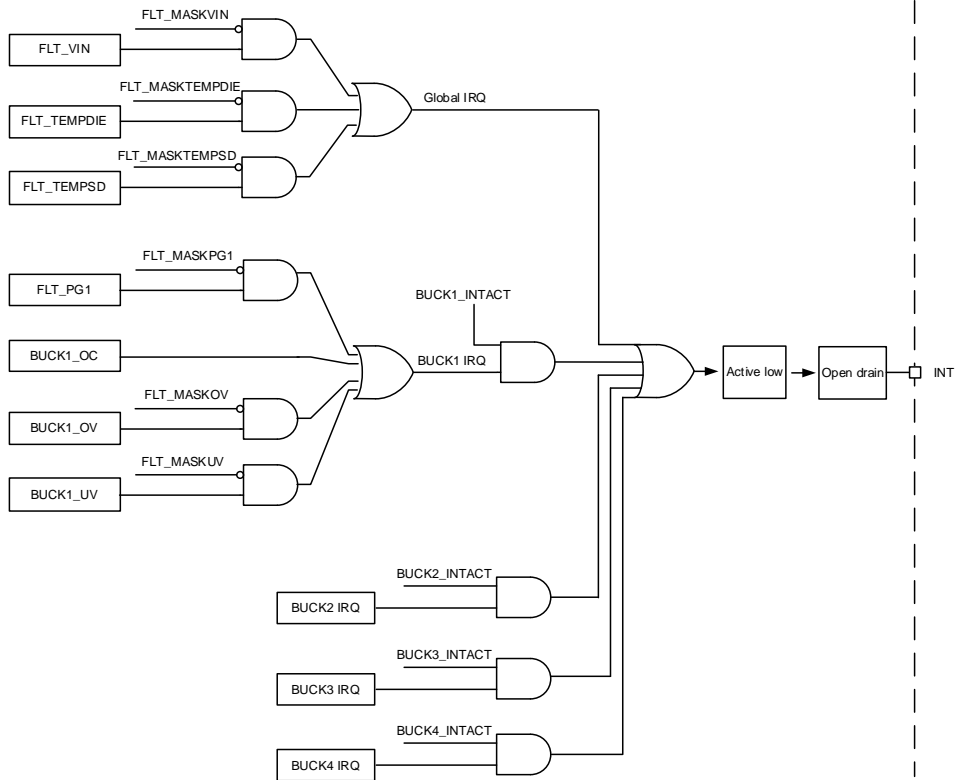 FLT_MASKVIN
FLT_VIN
FLT_MASKTEMPDIE
FLT_TEMPDIE
Global IRQ
FLT_MASKTEMPSD
FLT_TEMPSD
FLT_MASKPG1
FLT_PG1
BUCK1_INTACT
BUCK1_OC
BUCK1 IRQ
Active low
Open drain
INT
FLT_MASKOV
BUCK1_OV
FLT_MASKUV
BUCK1_UV
BUCK2_INTACT
BUCK2 IRQ
BUCK3_INTACT
BUCK3 IRQ
BUCK4_INTACT
BUCK4 IRQ